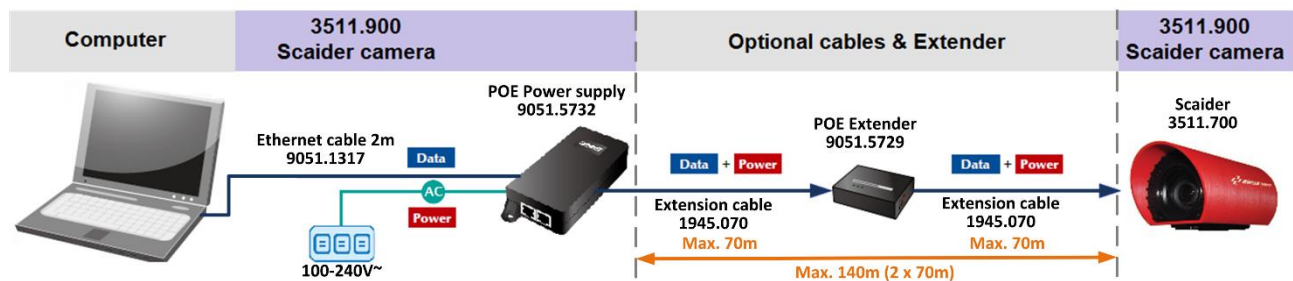 Computer
3511.900
Scaider camera
Optional cables & Extender
3511.900
Scaider camera
POE Power supply
9051.5732
Ethernet cable 2m
9051.1317
Data
AC
Power
100-240V~
Data + Power
Extension cable
1945.070
Max. 70m
POE Extender
9051.5729
Data + Power
Extension cable
1945.070
Max. 70m
Max. 140m (2 x 70m)
Scaider
3511.700